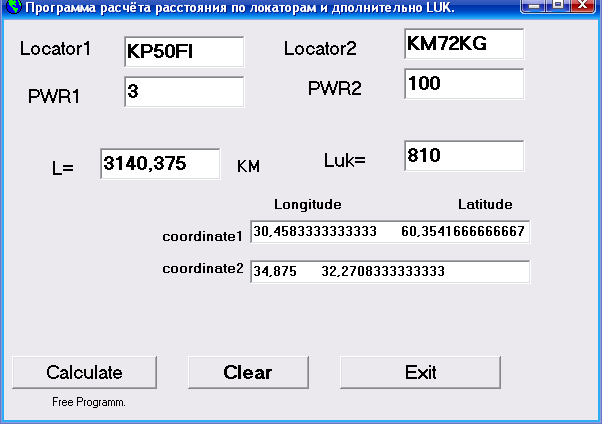 Программа расчёта расстояния по локаторам и дполнительно LUK.
Locator1 KP50FI Locator2 KM72KG
PWR1 3 PWR2 100
L= 3140,375 КМ Luk= 810
Longitude Latitude
coordinate1 30,4583333333333 60,3541666666667
coordinate2 34,875 32,2708333333333
Calculate Clear Exit
Free Programm.